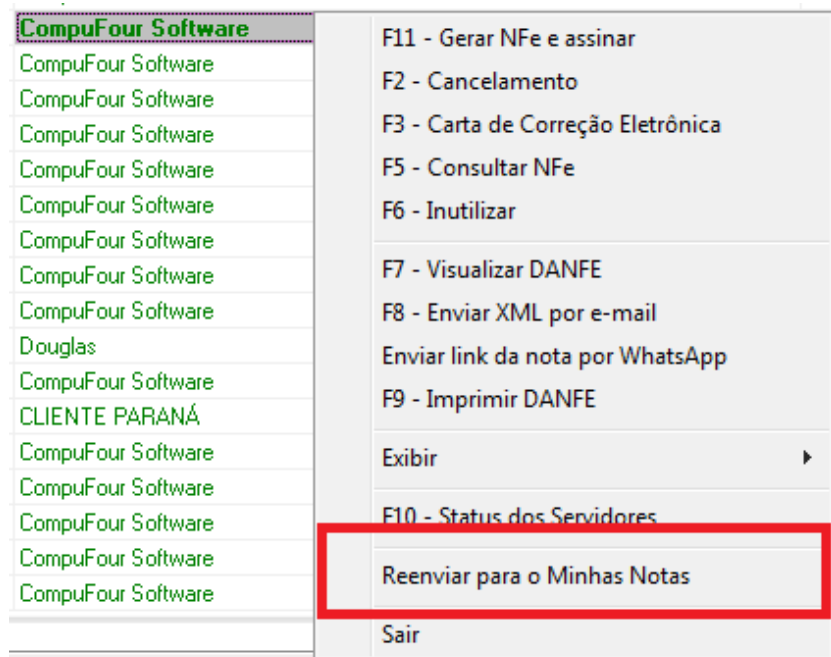 CompuFour Software
CompuFour Software
CompuFour Software
CompuFour Software
CompuFour Software
CompuFour Software
CompuFour Software
CompuFour Software
CompuFour Software
Douglas
CompuFour Software
CLIENTE PARANÁ
CompuFour Software
CompuFour Software
CompuFour Software
CompuFour Software
CompuFour Software
F11 - Gerar NFe e assinar
F2 - Cancelamento
F3 - Carta de Correção Eletrônica
F5 - Consultar NFe
F6 - Inutilizar
F7 - Visualizar DANFE
F8 - Enviar XML por e-mail
Enviar link da nota por WhatsApp
F9 - Imprimir DANFE
Exibir
F10 - Status dos Servidores
Reenviar para o Minhas Notas
Sair